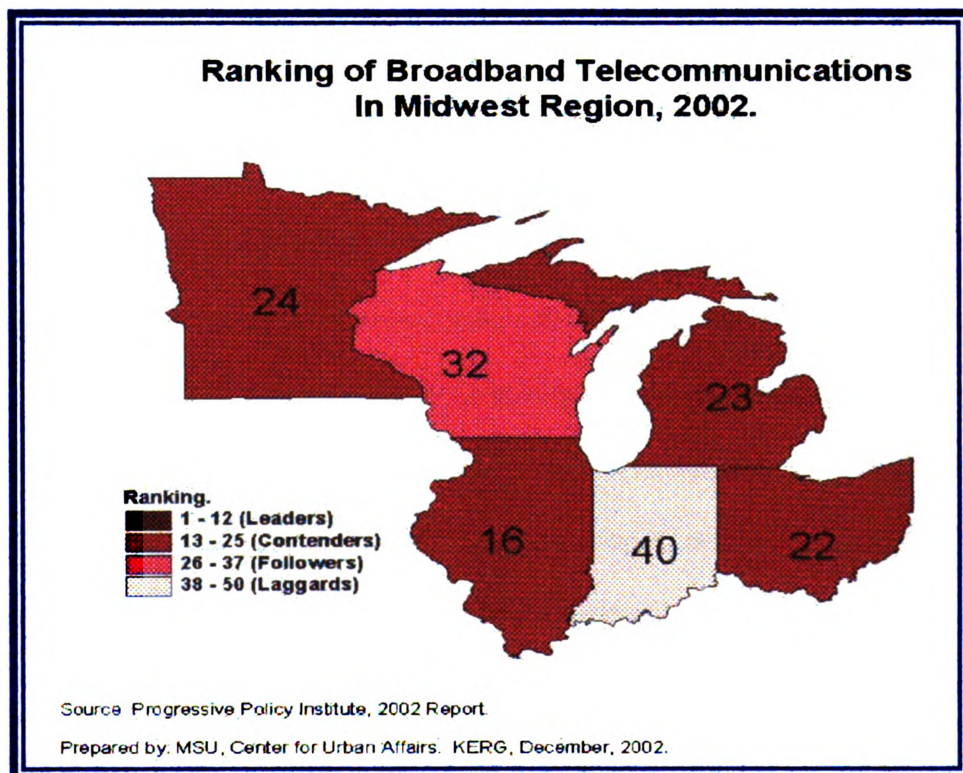 Ranking of Broadband Telecommunications
In Midwest Region, 2002.
24
32
23
16
40
22
Ranking.
1 - 12 (Leaders)
13 - 25 (Contenders)
26 - 37 (Followers)
38 - 50 (Laggards)
Source Progressive Policy Institute, 2002 Report.
Prepared by: MSU, Center for Urban Affairs. KERG, December, 2002.